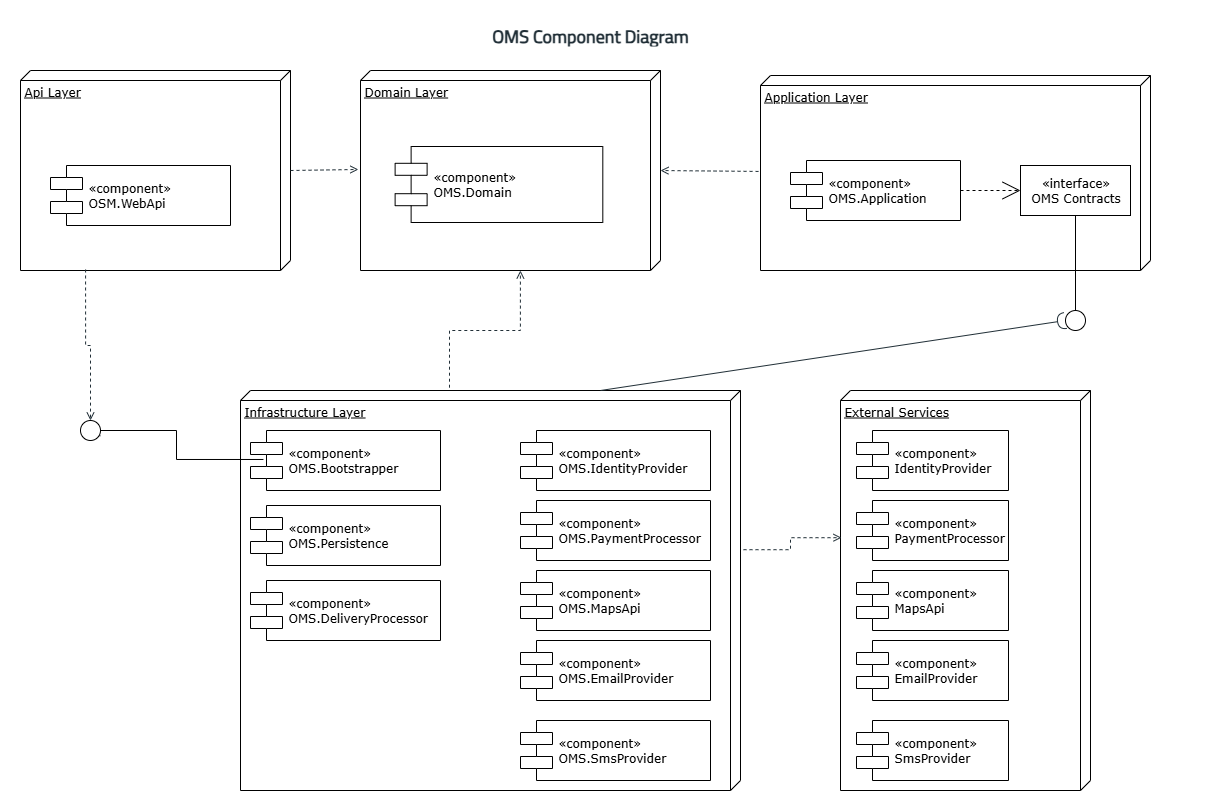 OMS Component Diagram
Api Layer
«component»
OSM.WebApi
Domain Layer
«component»
OMS.Domain
Application Layer
«component»
OMS.Application
«interface»
OMS Contracts
Infrastructure Layer
«component»
OMS.Bootstrapper
«component»
OMS.Persistence
«component»
OMS.DeliveryProcessor
«component»
OMS.IdentityProvider
«component»
OMS.PaymentProcessor
«component»
OMS.MapsApi
«component»
OMS.EmailProvider
«component»
OMS.SmsProvider
External Services
«component»
IdentityProvider
«component»
PaymentProcessor
«component»
MapsApi
«component»
EmailProvider
«component»
SmsProvider